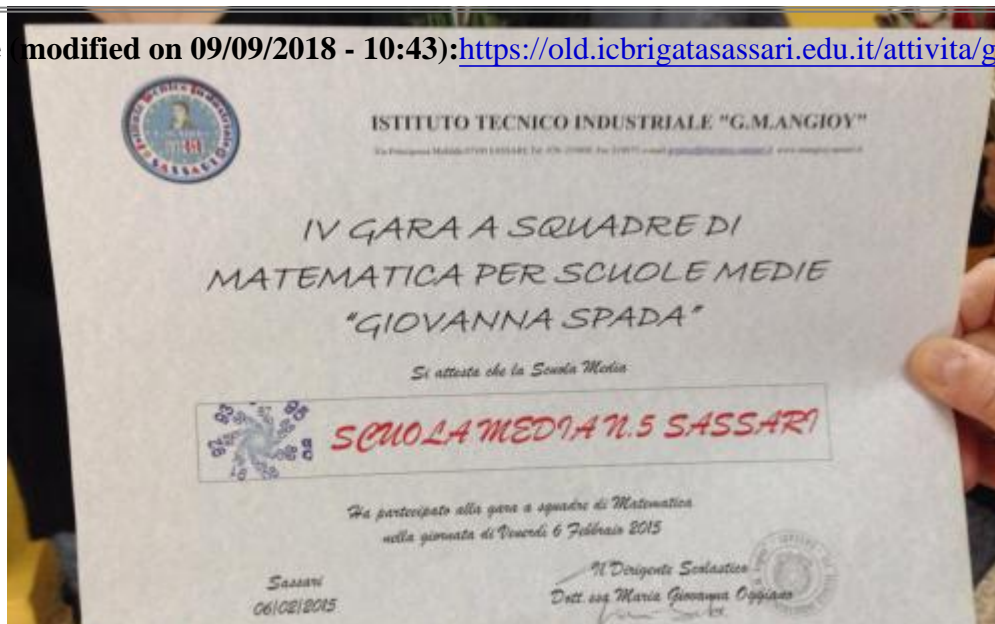 (modified on 09/09/2018 - 10:43):https://old.icbrigatasassari.edu.it/attivita/g
ISTITUTO TECNICO INDUSTRIALE "G.M.ANGIOY"
IV GARA A SQUADRE DI
MATEMATICA PER SCUOLE MEDIE
"GIOVANNA SPADA"
Si attesta che la Scuola Media
SCUOLA MEDIA N.5 SASSARI
Ha partecipato alla gara a squadre di Matematica
nella giornata di Venerdì 6 Febbraio 2015
Sassari
06/02/2015
Il Dirigente Scolastico
Dott.ssa Maria Giovanna Oggiano